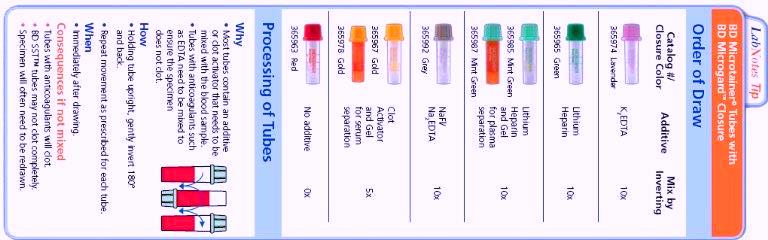 LabNotes Tip
BD Microtainer® Tubes with
BD Microgard™ Closure
Order of Draw
Catalog #/
Closure Color
Additive
Mix by
Inverting
365974 Lavender
K₂EDTA
10x
365965 Green
Lithium
Heparin
10x
365985 Mint Green
365987 Mint Green
Lithium
Heparin
and Gel
for plasma
separation
10x
365992 Grey
NaFl/
Na₂EDTA
10x
365967 Gold
365978 Gold
Clot
Activator
and Gel
for serum
separation
5x
365963 Red
No additive
0x
Processing of Tubes
Why
• Most tubes contain an additive
or clot activator that needs to be
mixed with the blood sample.
• Tubes with anticoagulants such
as EDTA need to be mixed to
ensure the specimen
does not clot.
How
• Holding tube upright, gently invert 180°
and back.
• Repeat movement as prescribed for each tube.
When
• Immediately after drawing.
Consequences if not mixed
• Tubes with anticoagulants will clot.
• BD SST™ tubes may not clot completely.
• Specimen will often need to be redrawn.